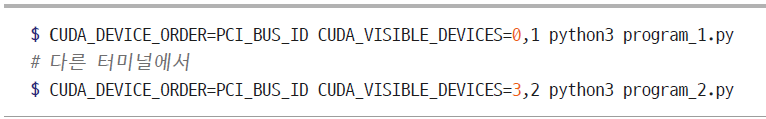 $ CUDA_DEVICE_ORDER=PCI_BUS_ID CUDA_VISIBLE_DEVICES=0,1 python3 program_1.py
# 다른 터미널에서
$ CUDA_DEVICE_ORDER=PCI_BUS_ID CUDA_VISIBLE_DEVICES=3,2 python3 program_2.py